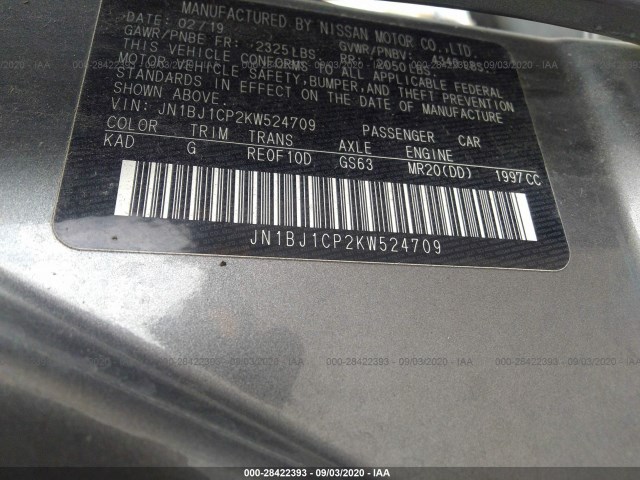 MANUFACTURED BY NISSAN MOTOR CO., LTD.
DATE: 02/19
GVWR/PNBV:
GAWR/PNBE FR: 2325LBS. RR: 2050LBS.
THIS VEHICLE CONFORMS TO ALL APPLICABLE FEDERAL
MOTOR VEHICLE SAFETY, BUMPER, AND THEFT PREVENTION
STANDARDS IN EFFECT ON THE DATE OF MANUFACTURE
SHOWN ABOVE.
VIN: JN1BJ1CP2KW524709 PASSENGER CAR
COLOR TRIM TRANS AXLE ENGINE
KAD G RE0F10D GS63 MR20(DD) 1997CC
JN1BJ1CP2KW524709
000-28422393 - 09/03/2020 - IAA